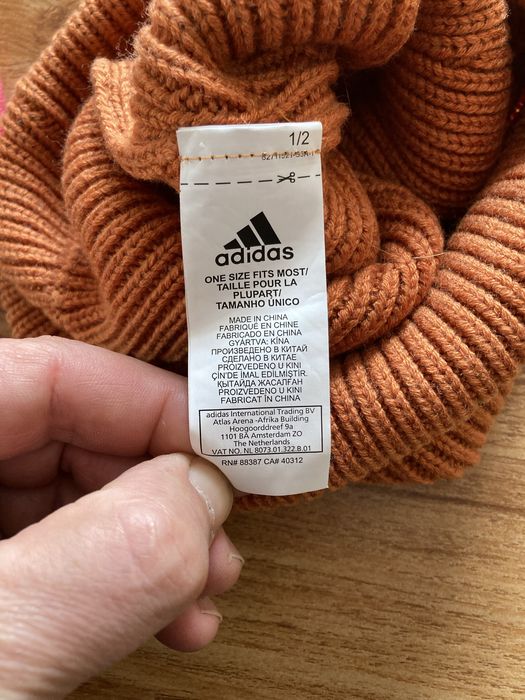 1/2
adidas
ONE SIZE FITS MOST/
TAILLE POUR LA
PLUPART/
TAMANHO UNICO
MADE IN CHINA
FABRIQUÉ EN CHINE
FABRICADO EN CHINA
GYÁRTVA: KÍNA
ПРОИЗВЕДЕНО В КИТАЙ
СДЕЛАНО В КИТАЕ
PROIZVEDENO U KINI
ÇİN'DE İMAL EDİLMİŞTİR.
ҚЫТАЙДА ЖАСАЛҒАН
PROIZVEDENO U KINI
FABRICAT ÎN CHINA
adidas International Trading BV
Atlas Arena -Afrika Building
Hoogoorddreef 9a
1101 BA Amsterdam ZO
The Netherlands
VAT NO. NL 8073.01.322.B.01
RN# 88387 CA# 40312